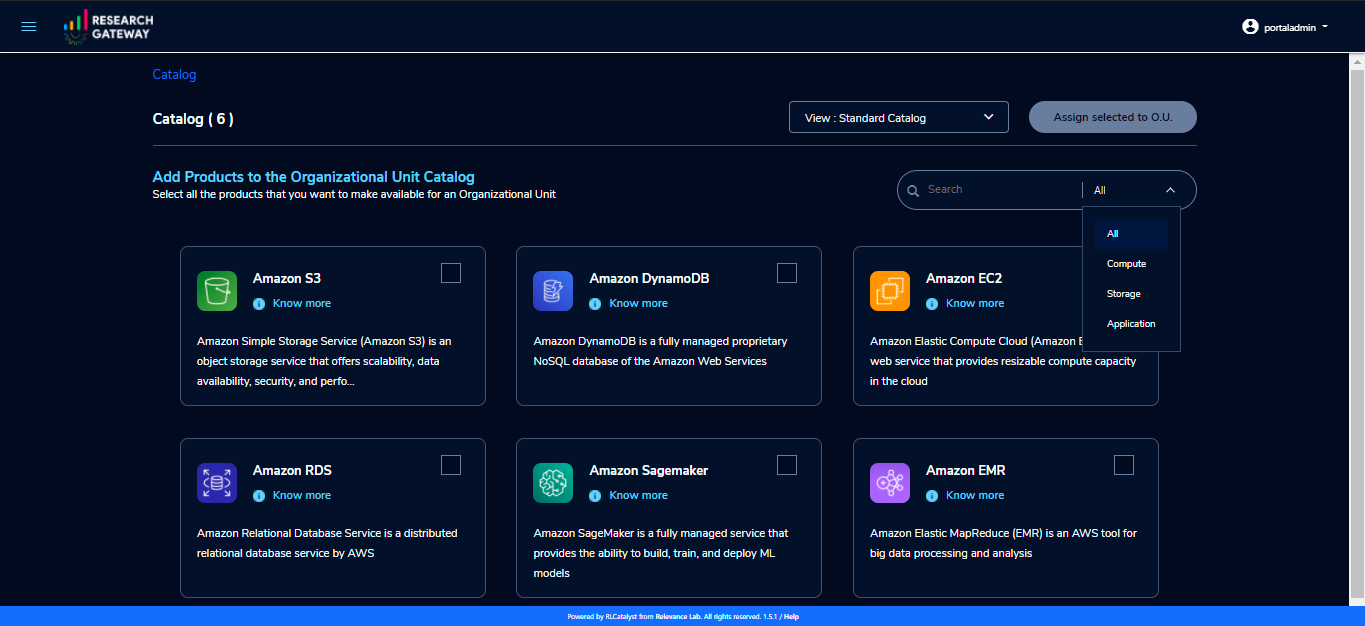 RESEARCH
GATEWAY
portaladmin
Catalog
Catalog ( 6 )
View : Standard Catalog
Assign selected to O.U.
Add Products to the Organizational Unit Catalog
Select all the products that you want to make available for an Organizational Unit
Search
All
All
Compute
Storage
Application
Amazon S3
Know more
Amazon Simple Storage Service (Amazon S3) is an
object storage service that offers scalability, data
availability, security, and perfo...
Amazon DynamoDB
Know more
Amazon DynamoDB is a fully managed proprietary
NoSQL database of the Amazon Web Services
Amazon EC2
Know more
Amazon Elastic Compute Cloud (Amazon E
web service that provides resizable compute capacity
in the cloud
Amazon RDS
Know more
Amazon Relational Database Service is a distributed
relational database service by AWS
Amazon Sagemaker
Know more
Amazon SageMaker is a fully managed service that
provides the ability to build, train, and deploy ML
models
Amazon EMR
Know more
Amazon Elastic MapReduce (EMR) is an AWS tool for
big data processing and analysis
Powered by RLCatalyst from Relevance Lab. All rights reserved. 1.5.1 / Help